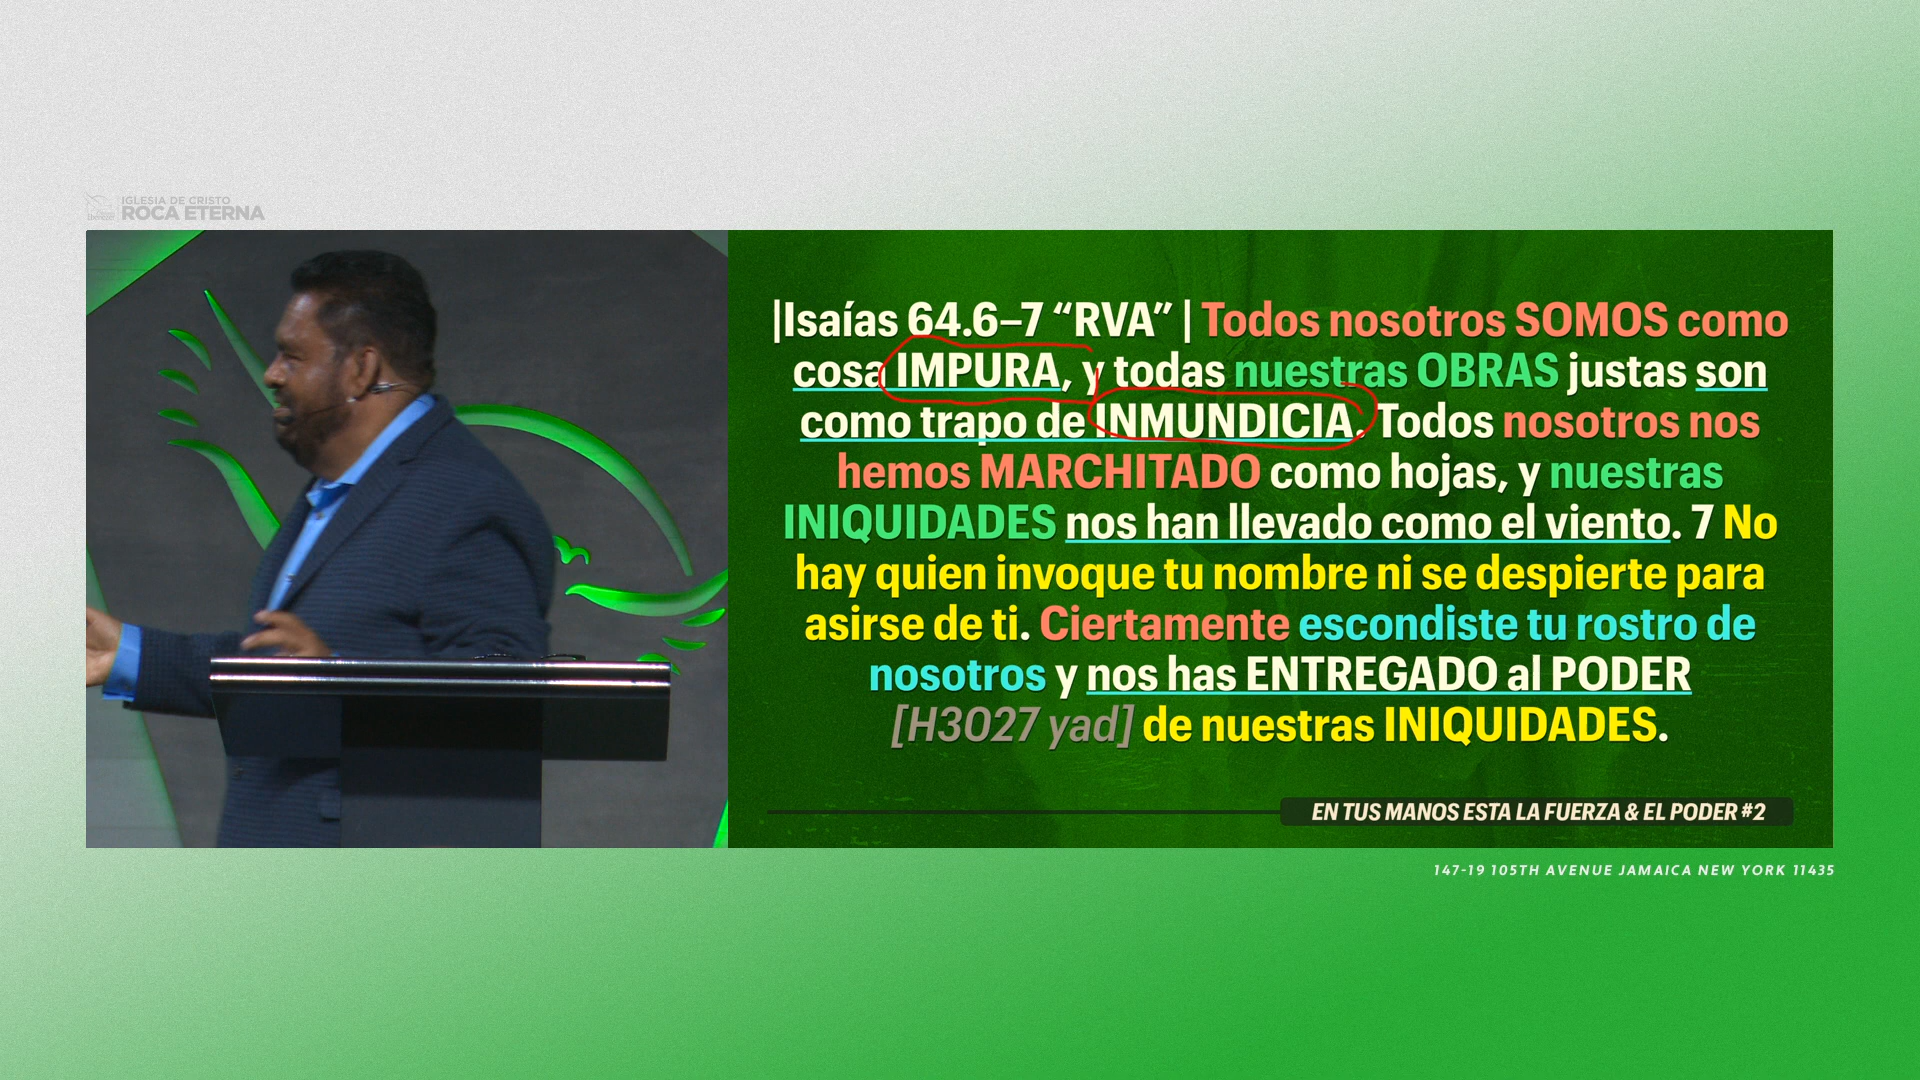 IGLESIA DE CRISTO
ROCA ETERNA
|Isaías 64.6–7 “RVA” | Todos nosotros SOMOS como
cosa IMPURA, y todas nuestras OBRAS justas son
como trapo de INMUNDICIA. Todos nosotros nos
hemos MARCHITADO como hojas, y nuestras
INIQUIDADES nos han llevado como el viento. 7 No
hay quien invoque tu nombre ni se despierte para
asirse de ti. Ciertamente escondiste tu rostro de
nosotros y nos has ENTREGADO al PODER
[H3027 yad] de nuestras INIQUIDADES.
EN TUS MANOS ESTA LA FUERZA & EL PODER #2
147-19 105TH AVENUE JAMAICA NEW YORK 11435